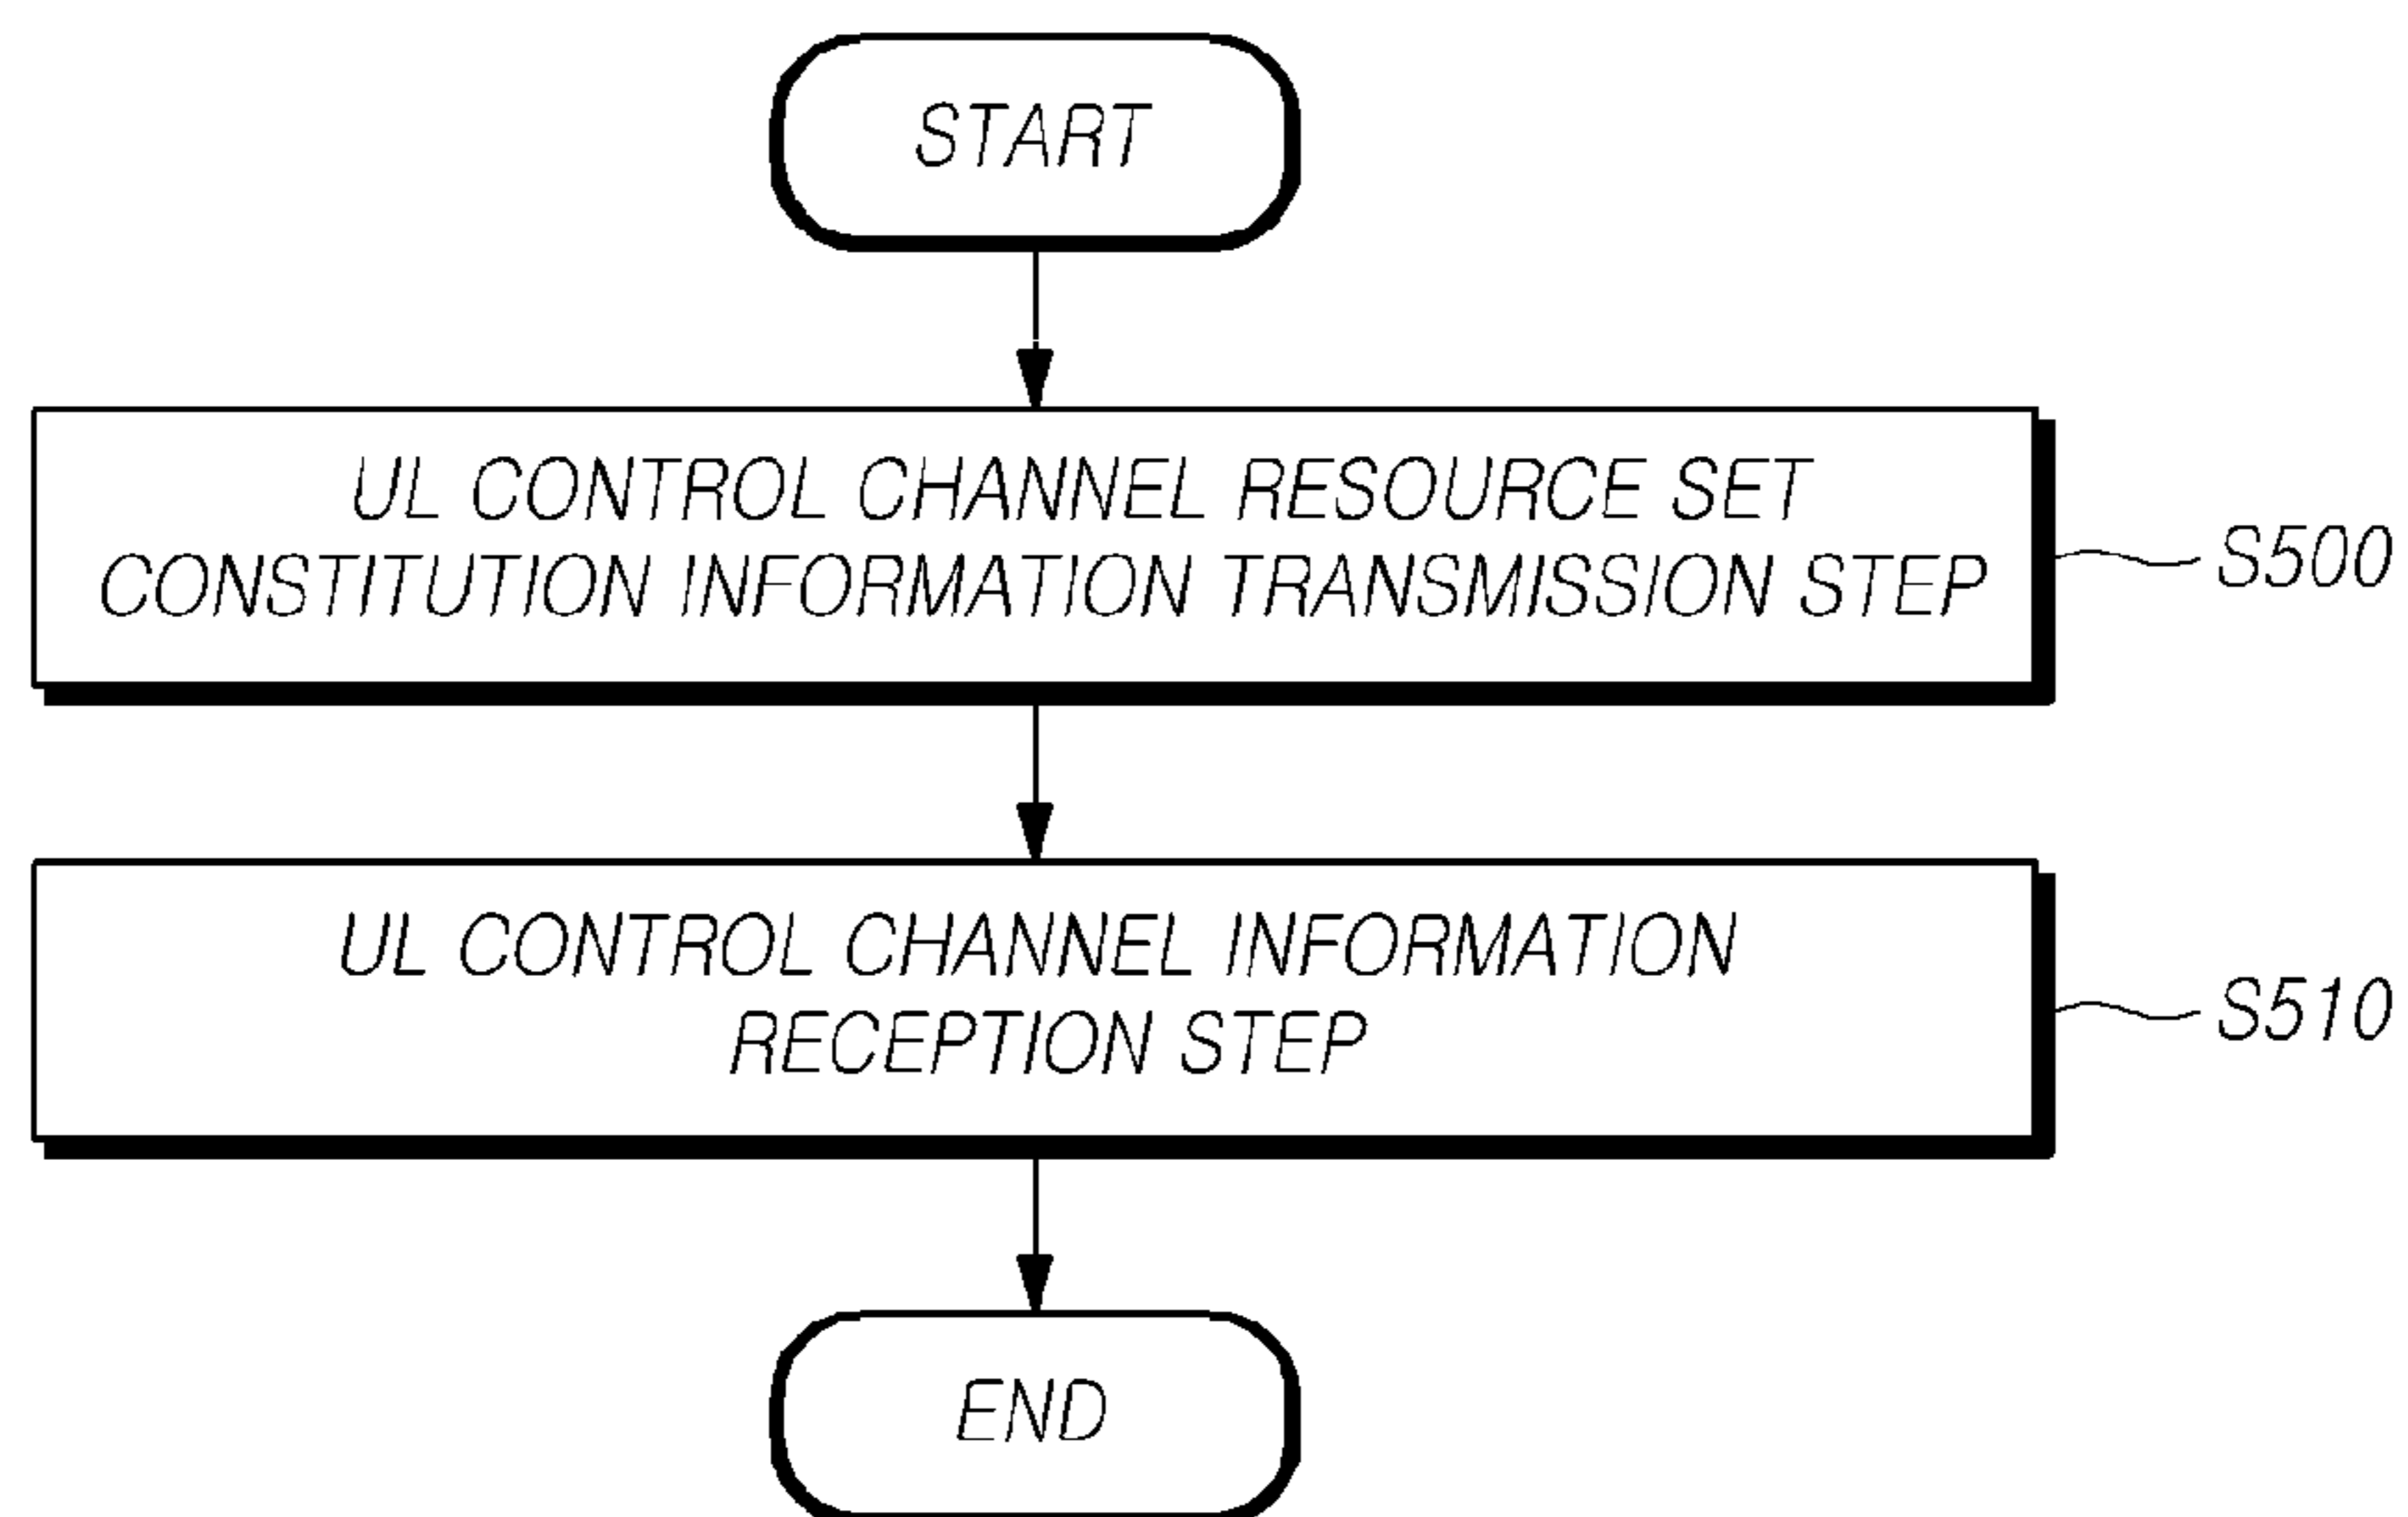 START
UL CONTROL CHANNEL RESOURCE SET
CONSTITUTION INFORMATION TRANSMISSION STEP
S500
UL CONTROL CHANNEL INFORMATION
RECEPTION STEP
S510
END